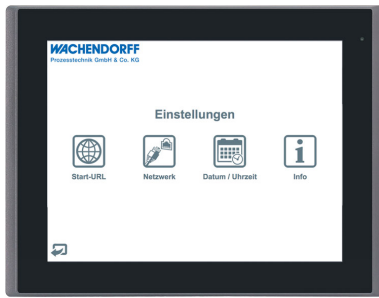 WACHENDORFF
Prozesstechnik GmbH & Co. KG
Einstellungen
Start-URL
Netzwerk
Datum / Uhrzeit
Info